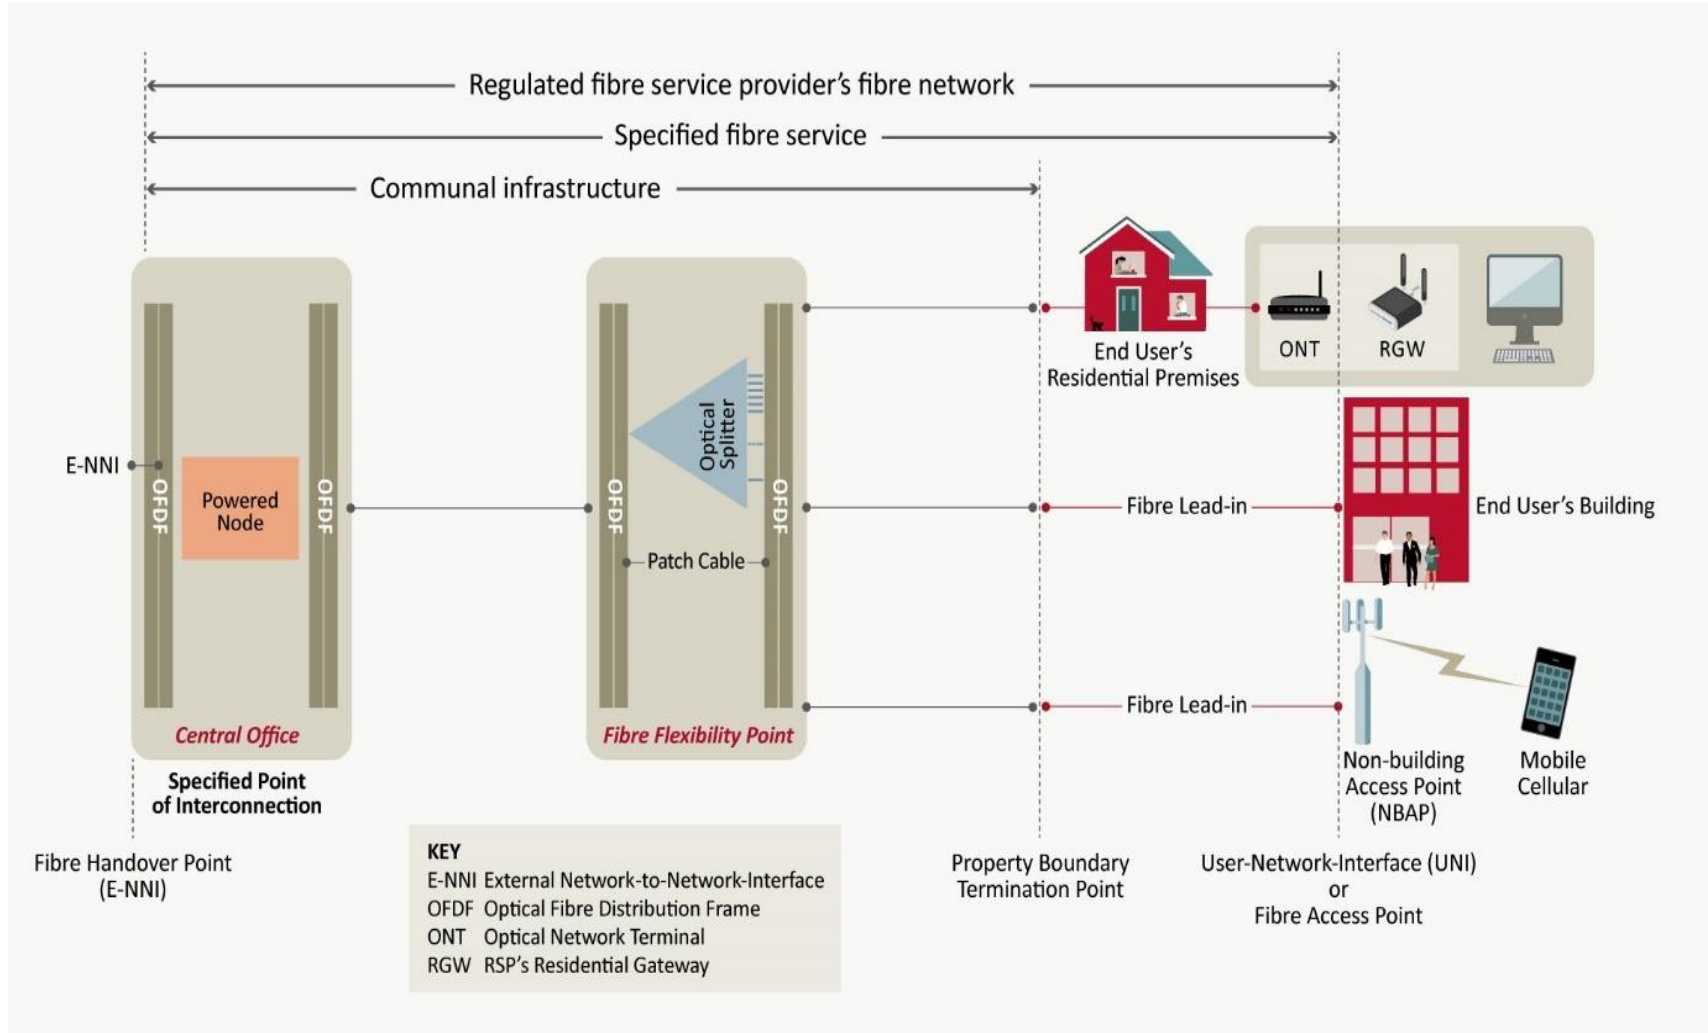 Regulated fibre service provider's fibre network
Specified fibre service
Communal infrastructure
ONT
RGW
End User's
Residential Premises
E-NNI
OFDF
Powered
Node
OFDF
OFDF
Optical
Splitter
OFDF
Patch Cable
Fibre Lead-in
End User's Building
Fibre Lead-in
Central Office
Fibre Flexibility Point
Specified Point
of Interconnection
Non-building
Access Point
(NBAP)
Mobile
Cellular
Fibre Handover Point
(E-NNI)
Property Boundary
Termination Point
User-Network-Interface (UNI)
or
Fibre Access Point
KEY
E-NNI External Network-to-Network-Interface
OFDF Optical Fibre Distribution Frame
ONT Optical Network Terminal
RGW RSP's Residential Gateway